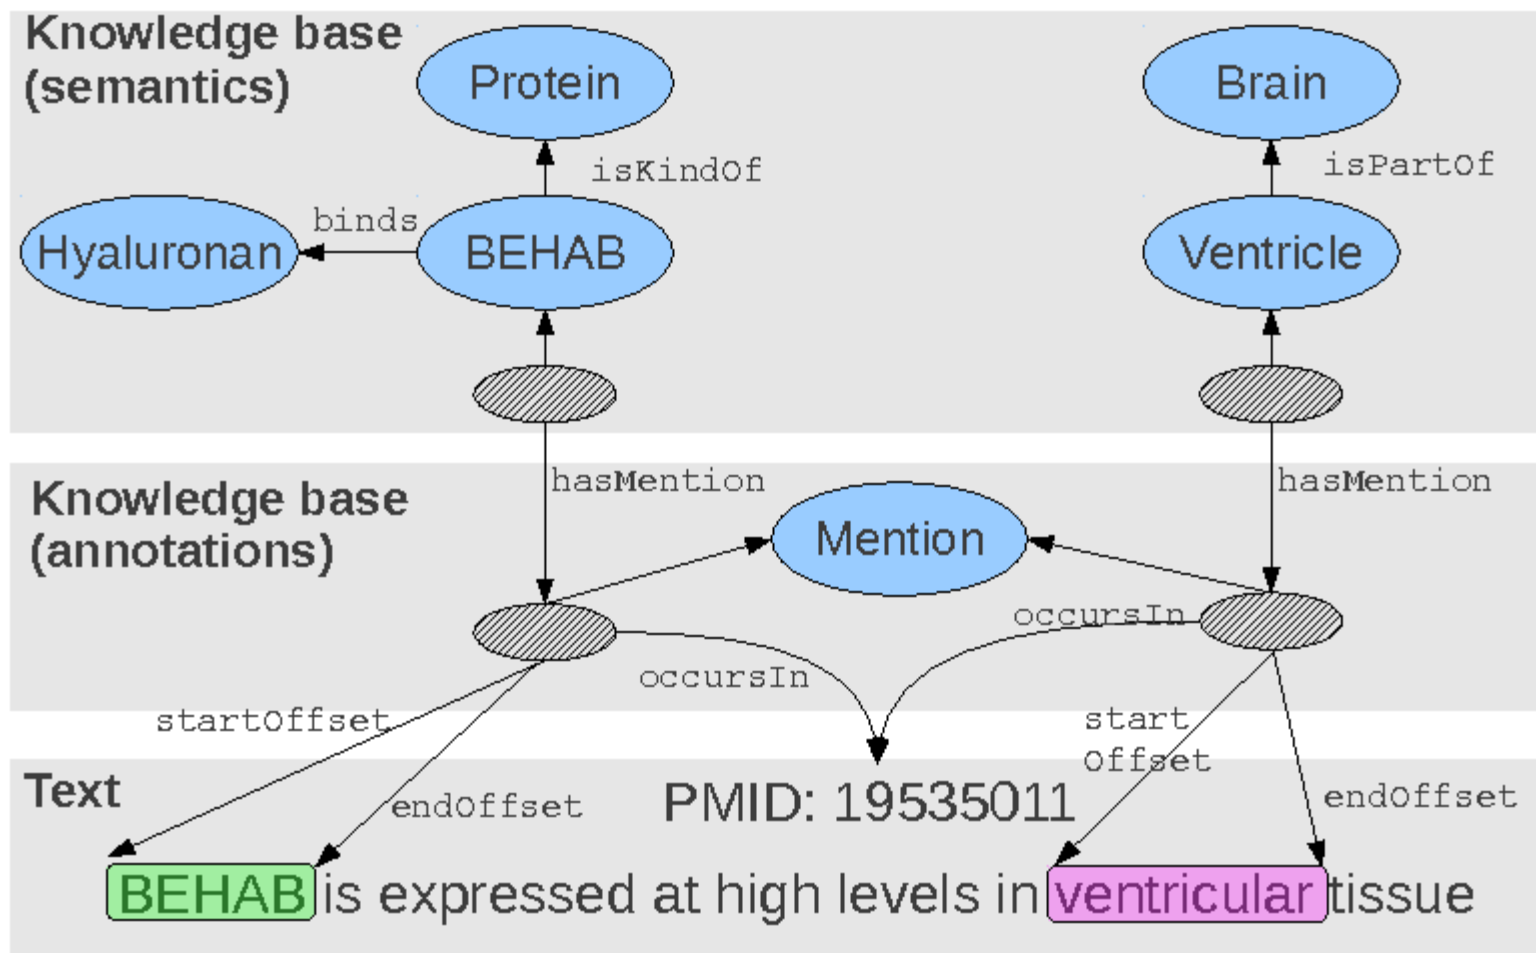 Knowledge base
(semantics)
Protein
Brain
isKindOf
isPartOf
binds
Hyaluronan
BEHAB
Ventricle
hasMention
hasMention
Knowledge base
(annotations)
Mention
occursIn
occursIn
startOffset
start
Offset
Text
PMID: 19535011
endOffset
endOffset
BEHAB is expressed at high levels in ventricular tissue